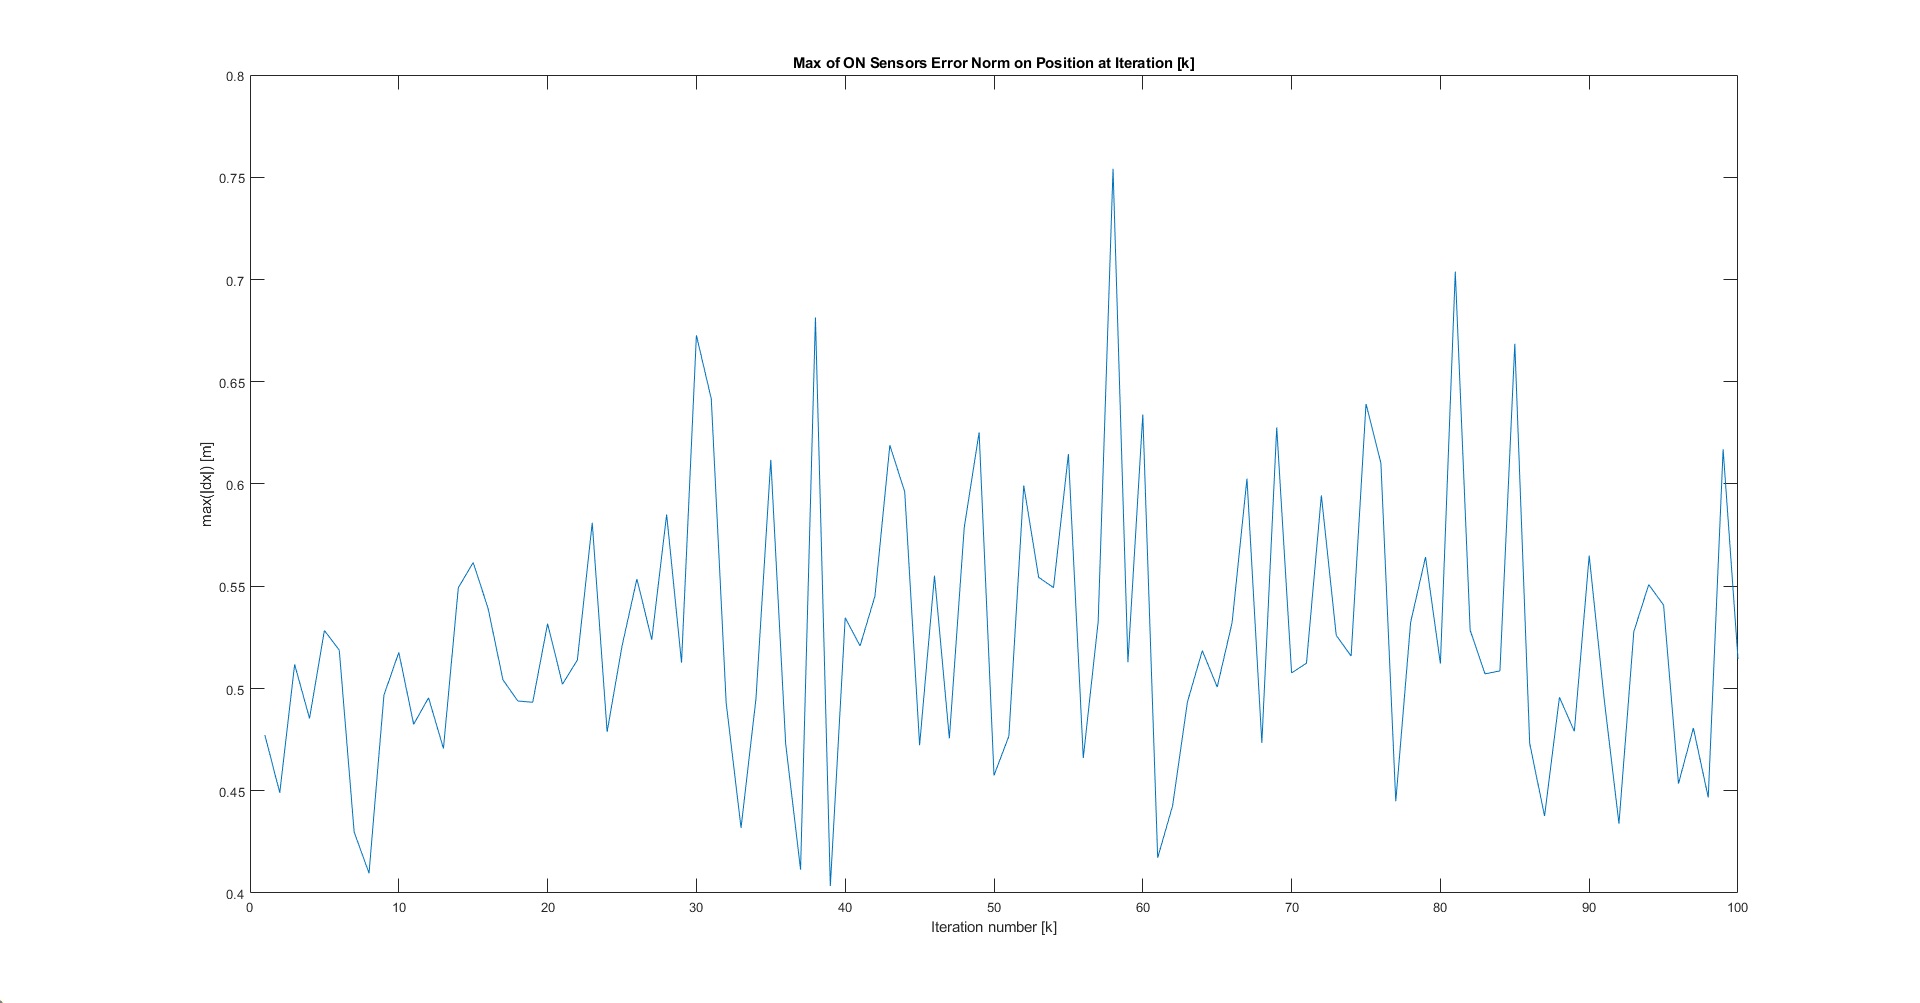 Max of ON Sensors Error Norm on Position at Iteration [k]
0.8
0.75
0.7
0.65
0.6
0.55
0.5
0.45
0.4
max(|dx|) [m]
0 10 20 30 40 50 60 70 80 90 100
Iteration number [k]